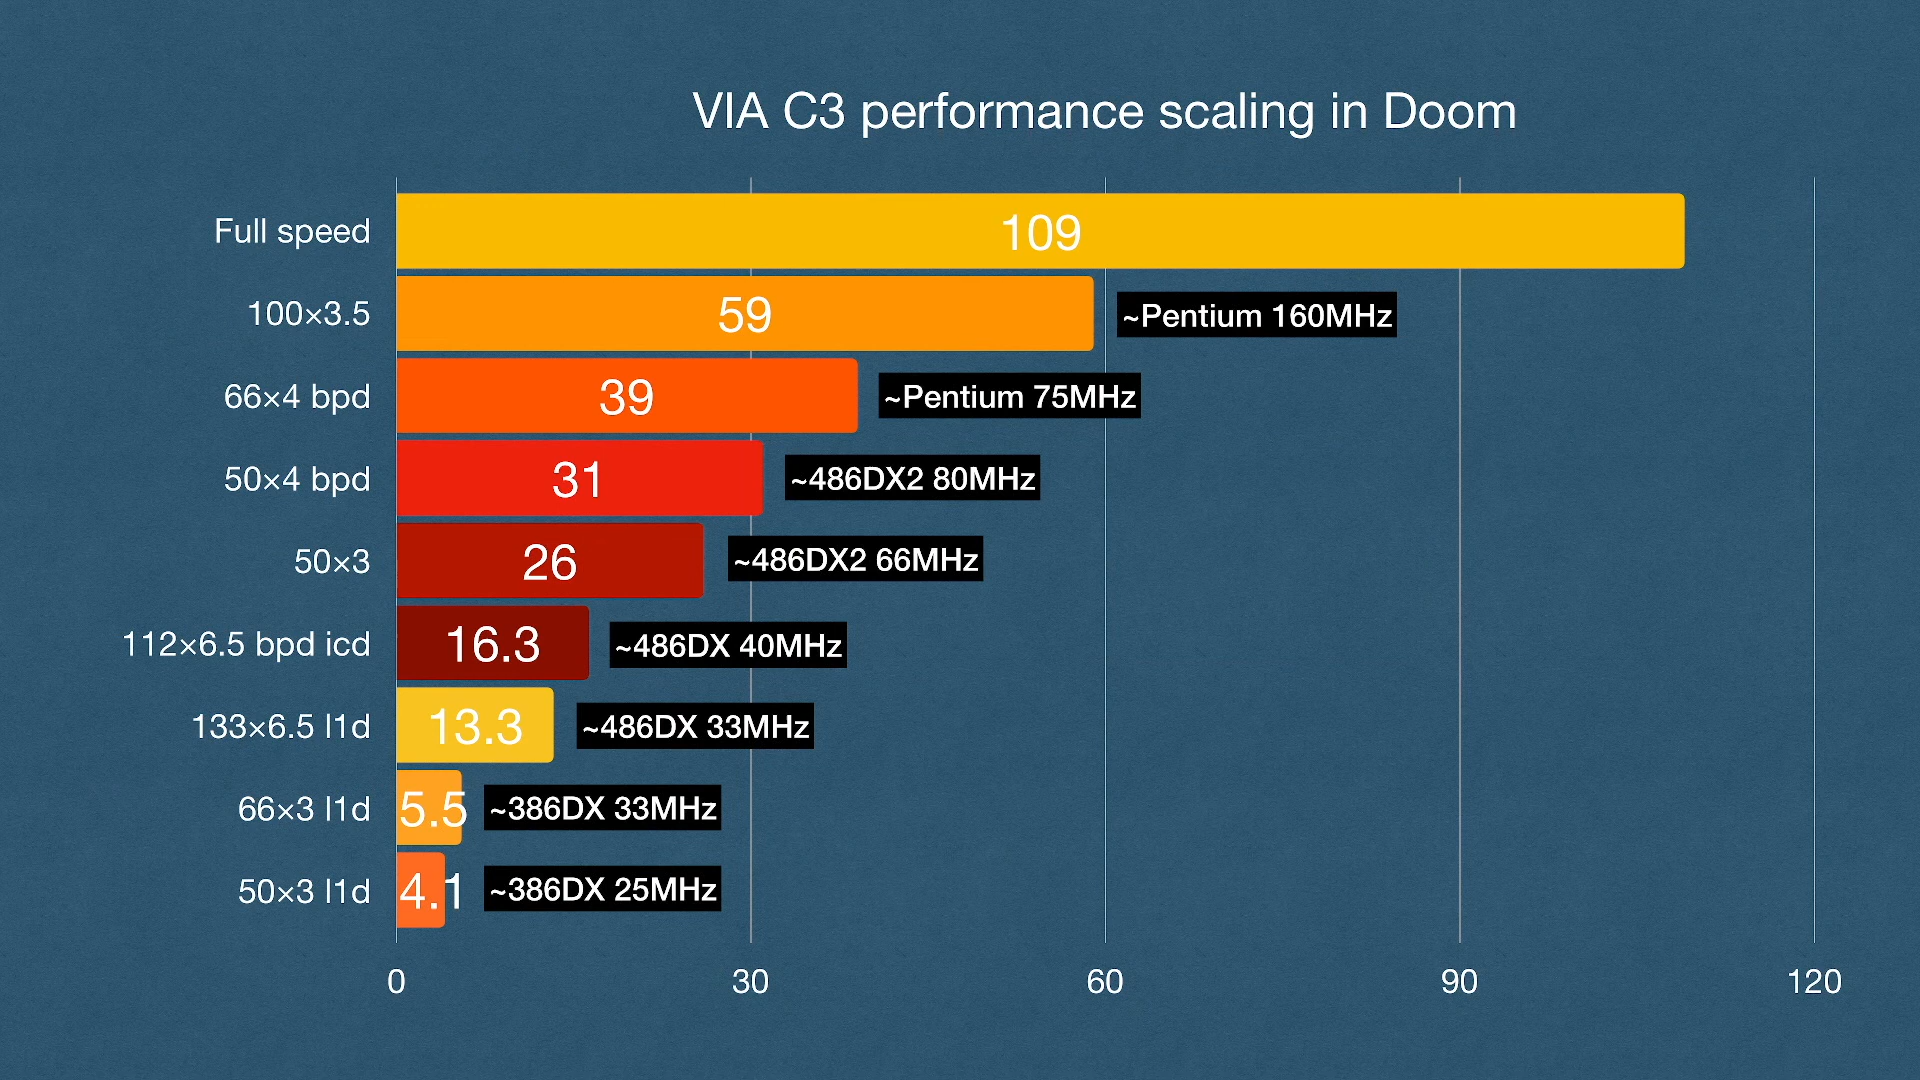 VIA C3 performance scaling in Doom
Full speed 109
100×3.5 59 ~Pentium 160MHz
66×4 bpd 39 ~Pentium 75MHz
50×4 bpd 31 ~486DX2 80MHz
50×3 26 ~486DX2 66MHz
112×6.5 bpd icd 16.3 ~486DX 40MHz
133×6.5 l1d 13.3 ~486DX 33MHz
66×3 l1d 5.5 ~386DX 33MHz
50×3 l1d 4.1 ~386DX 25MHz
0 30 60 90 120